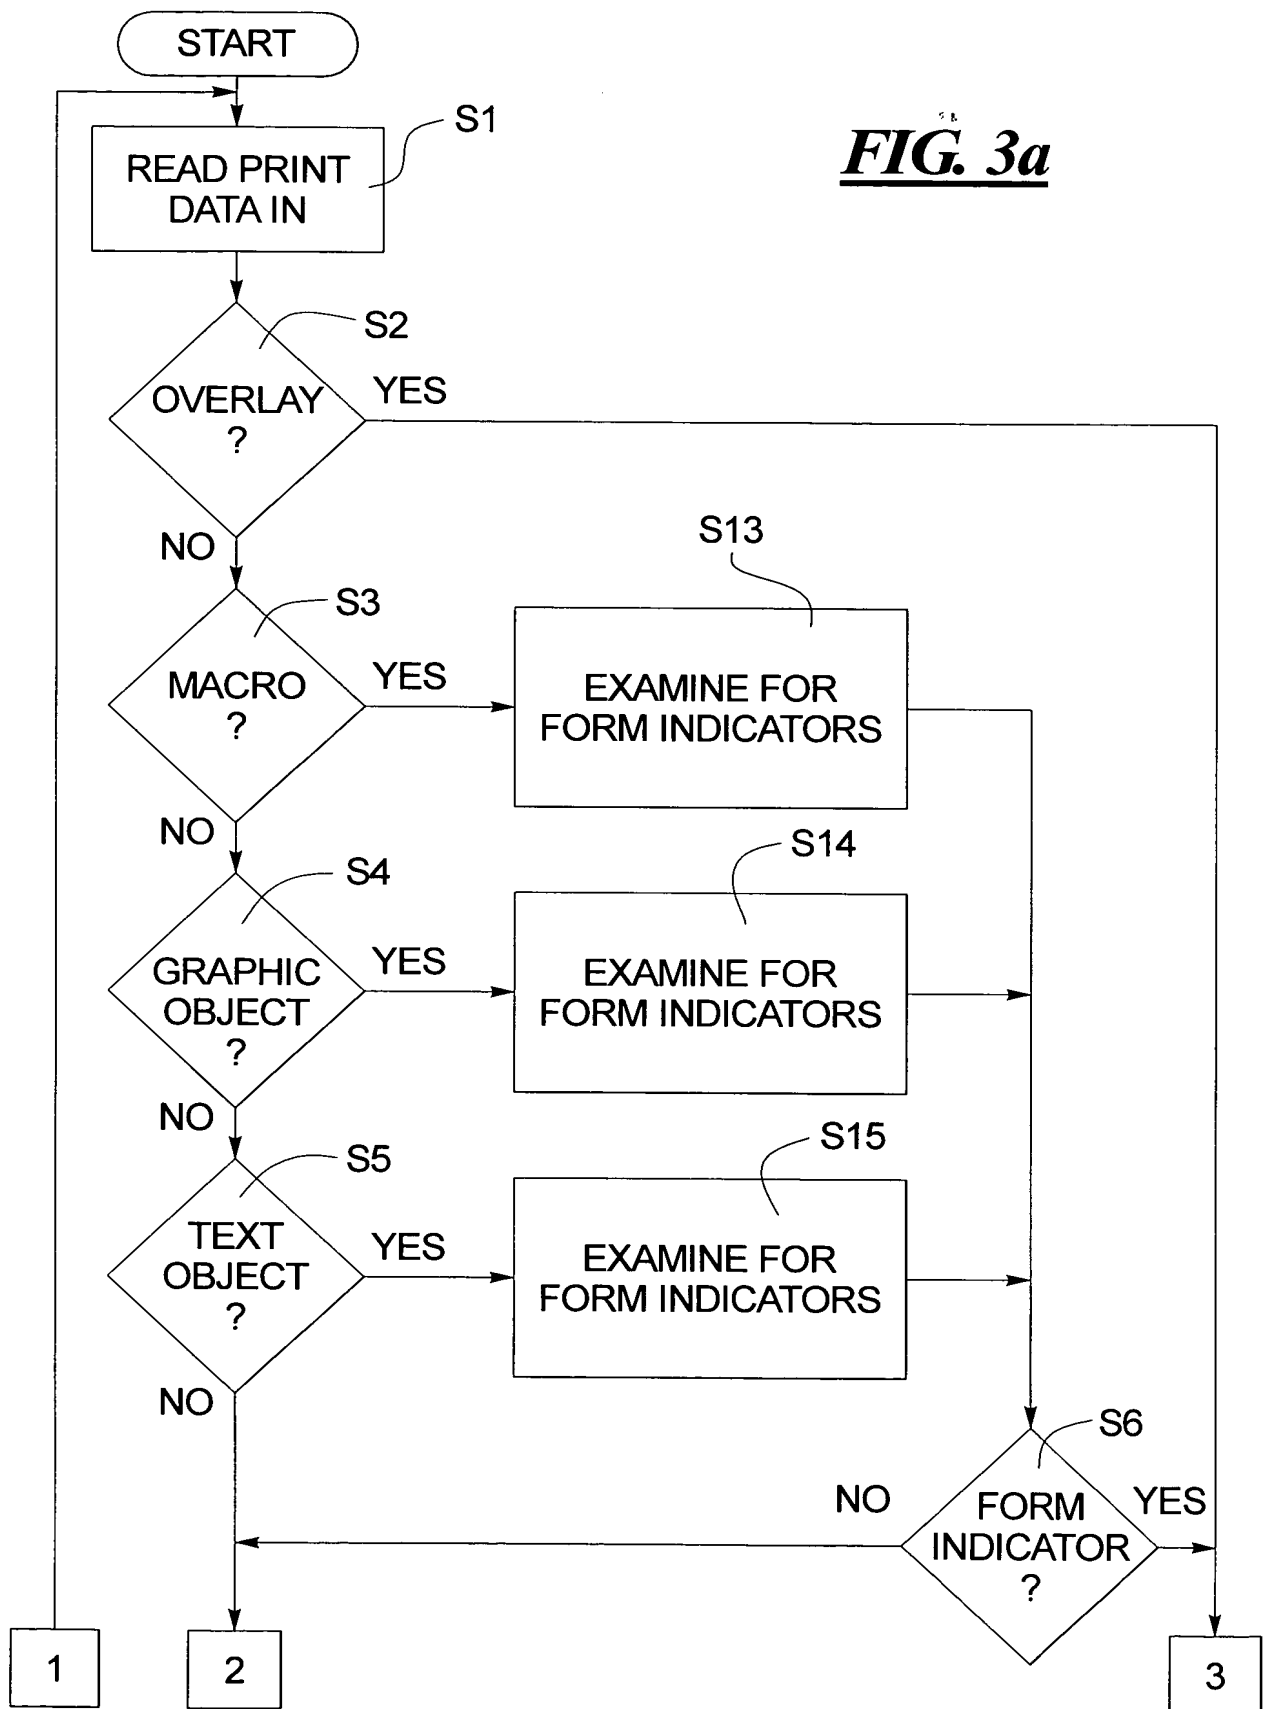 START
S1
FIG. 3a
READ PRINT
DATA IN
S2
OVERLAY
?
YES
NO
S13
S3
MACRO
?
YES
EXAMINE FOR
FORM INDICATORS
NO
S14
S4
GRAPHIC
OBJECT
?
YES
EXAMINE FOR
FORM INDICATORS
NO
S15
S5
TEXT
OBJECT
?
YES
EXAMINE FOR
FORM INDICATORS
NO
S6
NO
FORM
INDICATOR
?
YES
1
2
3